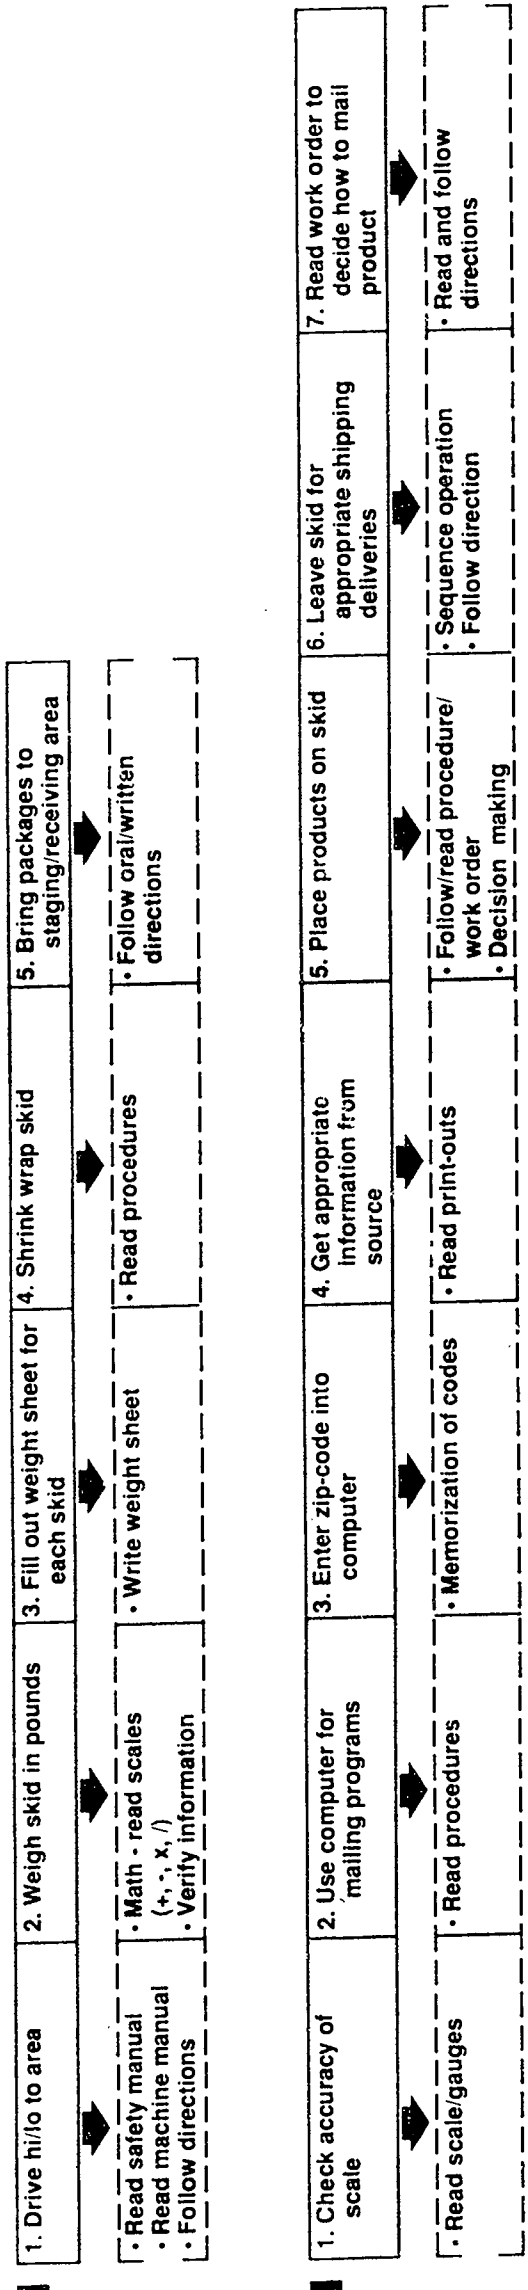 1. Drive hi/lo to area
2. Weigh skid in pounds
3. Fill out weight sheet for
each skid
4. Shrink wrap skid
5. Bring packages to
staging/receiving area
• Read safety manual
• Read machine manual
• Follow directions
• Math - read scales
(+, -, x, /)
• Verify information
• Write weight sheet
• Read procedures
• Follow oral/written
directions
1. Check accuracy of
scale
2. Use computer for
mailing programs
3. Enter zip-code into
computer
4. Get appropriate
information from
source
5. Place products on skid
6. Leave skid for
appropriate shipping
deliveries
7. Read work order to
decide how to mail
product
• Read scale/gauges
• Read procedures
• Memorization of codes
• Read print-outs
• Follow/read procedure/
work order
• Decision making
• Sequence operation
• Follow direction
• Read and follow
directions